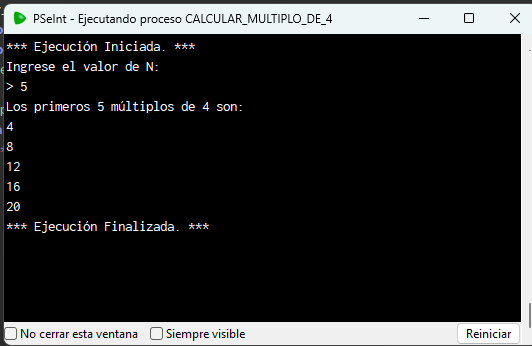 PSeInt - Ejecutando proceso CALCULAR_MULTIPLO_DE_4
*** Ejecución Iniciada. ***
Ingrese el valor de N:
> 5
Los primeros 5 múltiplos de 4 son:
4
8
12
16
20
*** Ejecución Finalizada. ***
No cerrar esta ventana Siempre visible Reiniciar